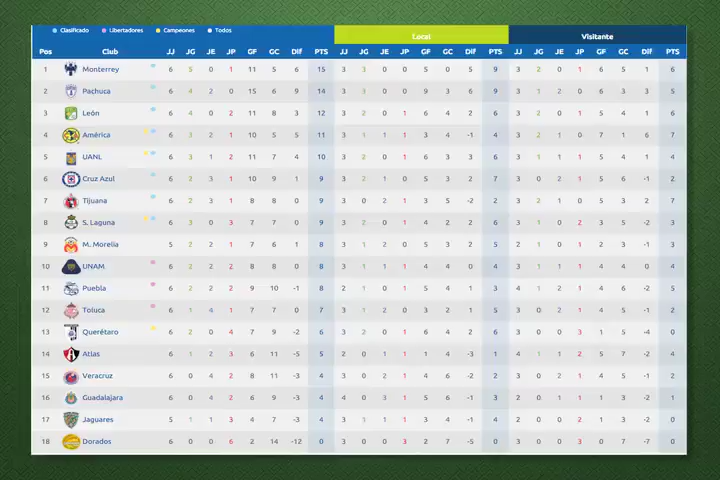 Clasificado Libertadores Campeones Todos Local Visitante
Pos Club JJ JG JE JP GF GC Dif PTS JJ JG JE JP GF GC Dif PTS JJ JG JE JP GF GC Dif PTS
1 Monterrey 6 5 0 1 11 5 6 15 3 3 0 0 5 0 5 9 3 2 0 1 6 5 1 6
2 Pachuca 6 4 2 0 15 6 9 14 3 3 0 0 9 3 6 9 3 1 2 0 6 3 3 5
3 León 6 4 0 2 11 8 3 12 3 2 0 1 6 4 2 6 3 2 0 1 5 4 1 6
4 América 6 3 2 1 10 5 5 11 3 1 1 1 3 4 -1 4 3 2 1 0 7 1 6 7
5 UANL 6 3 1 2 11 7 4 10 3 2 0 1 6 3 3 6 3 1 1 1 5 4 1 4
6 Cruz Azul 6 2 3 1 10 9 1 9 3 2 1 0 5 3 2 7 3 0 2 1 5 6 -1 2
7 Tijuana 6 2 3 1 8 8 0 9 3 0 2 1 3 5 -2 2 3 2 1 0 5 3 2 7
8 S. Laguna 6 3 0 3 7 7 0 9 3 2 0 1 4 2 2 6 3 1 0 2 3 5 -2 3
9 M. Morelia 5 2 2 1 7 6 1 8 3 1 2 0 5 3 2 5 2 1 0 1 2 3 -1 3
10 UNAM 6 2 2 2 8 8 0 8 3 1 1 1 4 4 0 4 3 1 1 1 4 4 0 4
11 Puebla 6 2 2 2 9 10 -1 8 2 1 0 1 5 4 1 3 4 1 2 1 4 6 -2 5
12 Toluca 6 1 4 1 7 7 0 7 3 1 2 0 3 2 1 5 3 0 2 1 4 5 -1 2
13 Querétaro 6 2 0 4 7 9 -2 6 3 2 0 1 6 4 2 6 3 0 0 3 1 5 -4 0
14 Atlas 6 1 2 3 6 11 -5 5 2 0 1 1 1 4 -3 1 4 1 1 2 5 7 -2 4
15 Veracruz 6 0 4 2 8 11 -3 4 3 0 2 1 4 6 -2 2 3 0 2 1 4 5 -1 2
16 Guadalajara 6 0 4 2 6 9 -3 4 4 0 3 1 5 6 -1 3 2 0 1 1 1 3 -2 1
17 Jaguares 5 1 1 3 4 7 -3 4 3 1 1 1 3 4 -1 4 2 0 0 2 1 3 -2 0
18 Dorados 6 0 0 6 2 14 -12 0 3 0 0 3 2 7 -5 0 3 0 0 3 0 7 -7 0